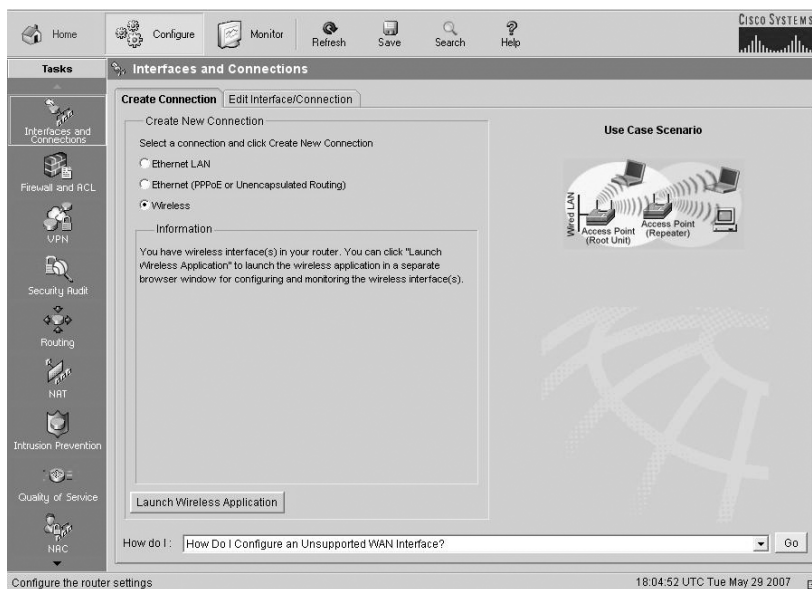 Home
Configure
Monitor
Refresh
Save
Search
Help
CISCO SYSTEMS
Tasks
Interfaces and Connections
Interfaces and
Connections
Firewall and ACL
VPN
Security Audit
Routing
NAT
Intrusion Prevention
Quality of Service
NAC
Create Connection
Edit Interface/Connection
Create New Connection
Select a connection and click Create New Connection
Ethernet LAN
Ethernet (PPPoE or Unencapsulated Routing)
Wireless
Information
You have wireless interface(s) in your router. You can click "Launch
Wireless Application" to launch the wireless application in a separate
browser window for configuring and monitoring the wireless interface(s).
Launch Wireless Application
Use Case Scenario
Wired LAN
Access Point
(Root Unit)
Access Point
(Repeater)
How do I :
How Do I Configure an Unsupported WAN Interface?
Go
Configure the router settings
18:04:52 UTC Tue May 29 2007